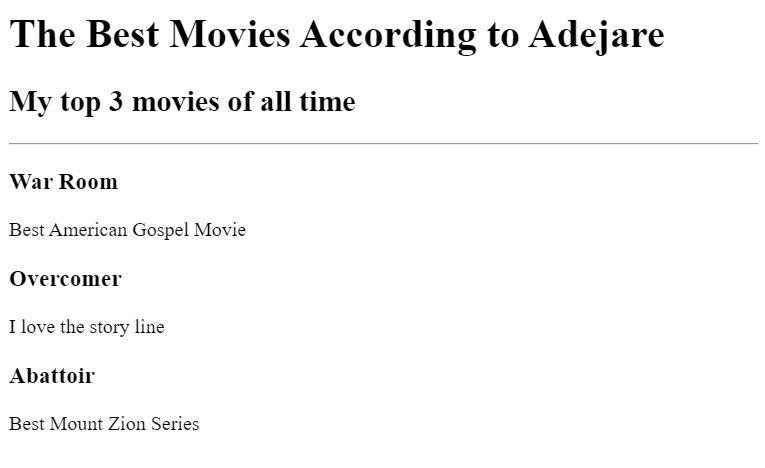 The Best Movies According to Adejare
My top 3 movies of all time
War Room
Best American Gospel Movie
Overcomer
I love the story line
Abattoir
Best Mount Zion Series